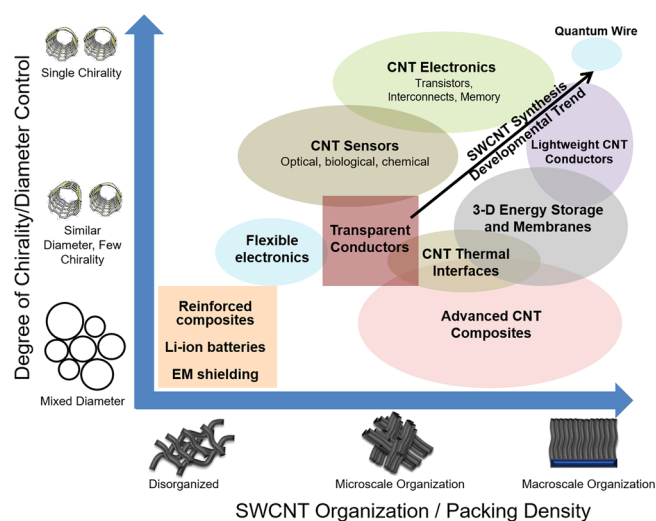 Degree of Chirality/Diameter Control
Single Chirality
Similar
Diameter, Few
Chirality
Mixed Diameter
Quantum Wire
CNT Electronics
Transistors,
Interconnects, Memory
SWCNT Synthesis
Developmental Trend
Lightweight CNT
Conductors
CNT Sensors
Optical, biological, chemical
3-D Energy Storage
and Membranes
Transparent
Conductors
Flexible
electronics
CNT Thermal
Interfaces
Reinforced
composites
Li-ion batteries
EM shielding
Advanced CNT
Composites
Disorganized
Microscale Organization
Macroscale Organization
SWCNT Organization / Packing Density